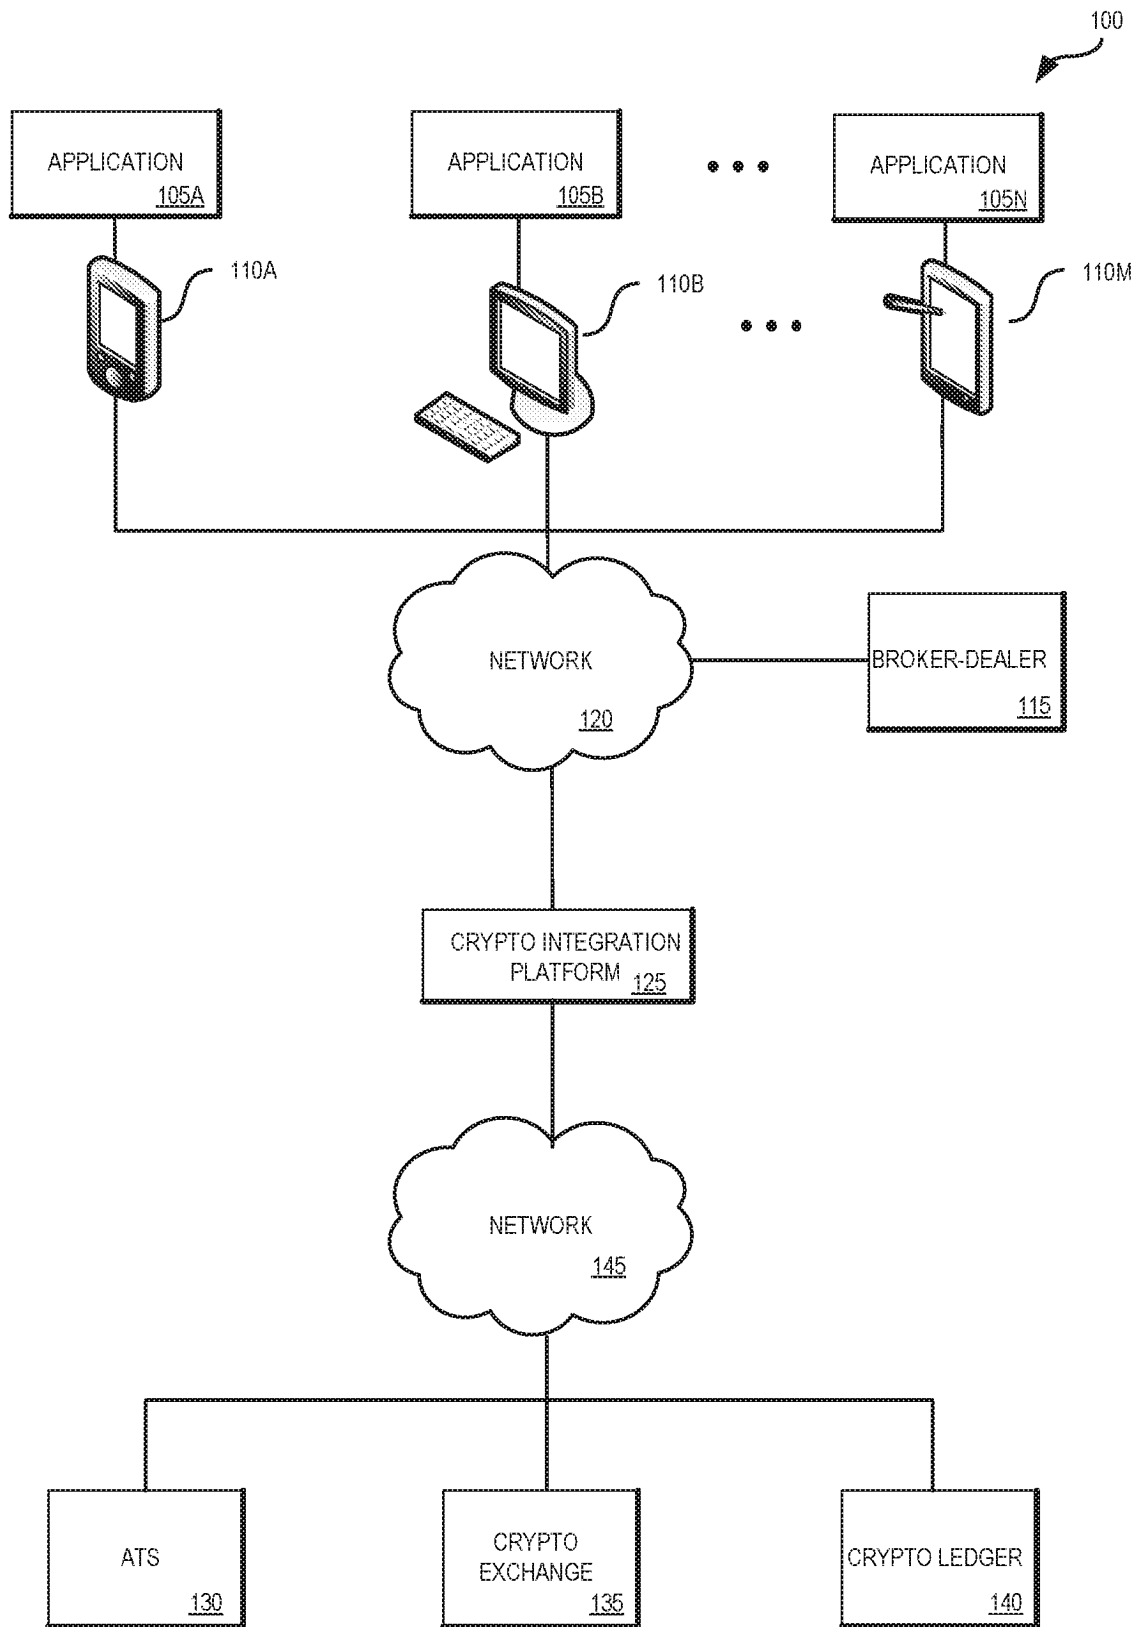 100
APPLICATION
105A
APPLICATION
105B
APPLICATION
105N
110A
110B
110M
NETWORK
120
BROKER-DEALER
115
CRYPTO INTEGRATION
PLATFORM 125
NETWORK
145
ATS
130
CRYPTO
EXCHANGE
135
CRYPTO LEDGER
140